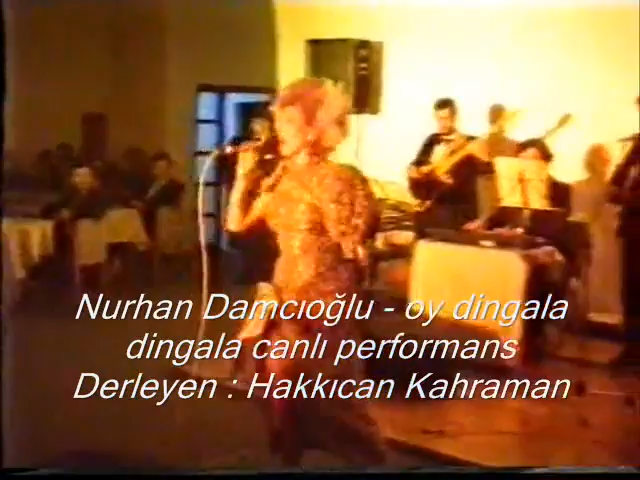 Nurhan Damcıoğlu - oy dingala
dingala canlı performans
Derleyen : Hakkıcan Kahraman